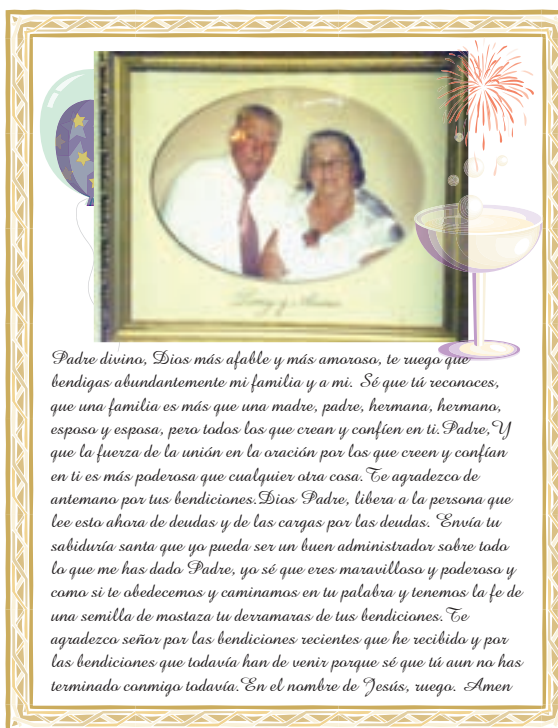 Padre divino, Dios más afable y más amoroso, te ruego que
bendigas abundantemente mi familia y a mi. Sé que tú reconoces,
que una familia es más que una madre, padre, hermana, hermano,
esposo y esposa, pero todos los que crean y confíen en ti.Padre,Y
que la fuerza de la unión en la oración por los que creen y confían
en ti es más poderosa que cualquier otra cosa.Te agradezco de
antemano por tus bendiciones.Dios Padre, libera a la persona que
lee esto ahora de deudas y de las cargas por las deudas. Envía tu
sabiduría santa que yo pueda ser un buen administrador sobre todo
lo que me has dado Padre, yo sé que eres maravilloso y poderoso y
como si te obedecemos y caminamos en tu palabra y tenemos la fe de
una semilla de mostaza tu derramaras de tus bendiciones.Te
agradezco señor por las bendiciones recientes que he recibido y por
las bendiciones que todavía han de venir porque sé que tú aun no has
terminado conmigo todavía.En el nombre de Jesús, ruego. Amen